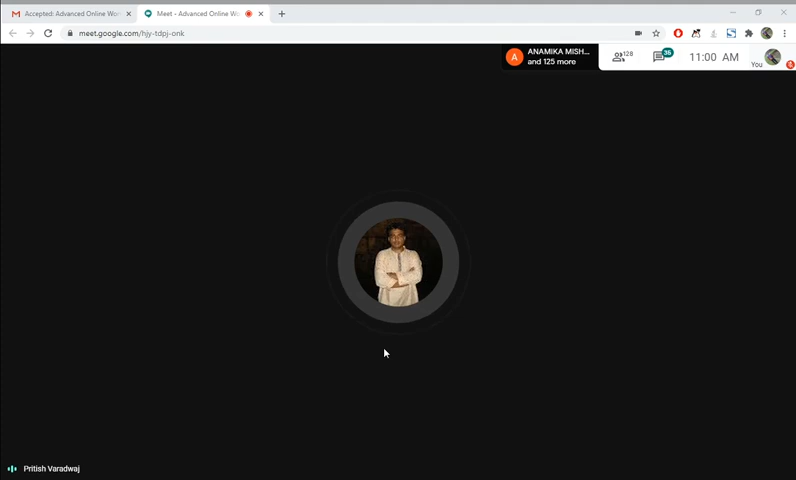 Accepted: Advanced Online Wor
Meet - Advanced Online Wo
meet.google.com/hjy-tdpj-onk
A
ANAMIKA MISH...
and 125 more
128
35
11:00 AM
You
Pritish Varadwaj